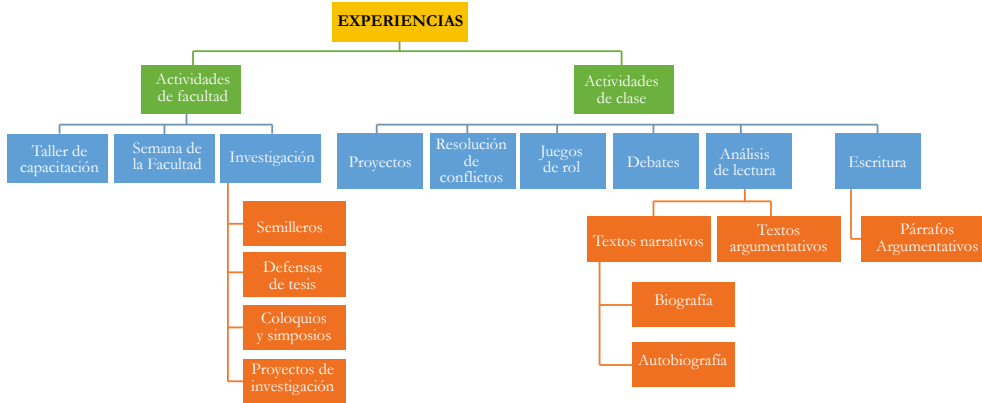 EXPERIENCIAS
Actividades
de facultad
Actividades
de clase
Taller de
capacitación
Semana de
la Facultad
Investigación
Proyectos
Resolución
de
conflictos
Juegos
de rol
Debates
Análisis
de lectura
Escritura
Semilleros
Defensas
de tesis
Coloquios
y simposios
Proyectos de
investigación
Textos narrativos
Textos
argumentativos
Párrafos
Argumentativos
Biografía
Autobiografía